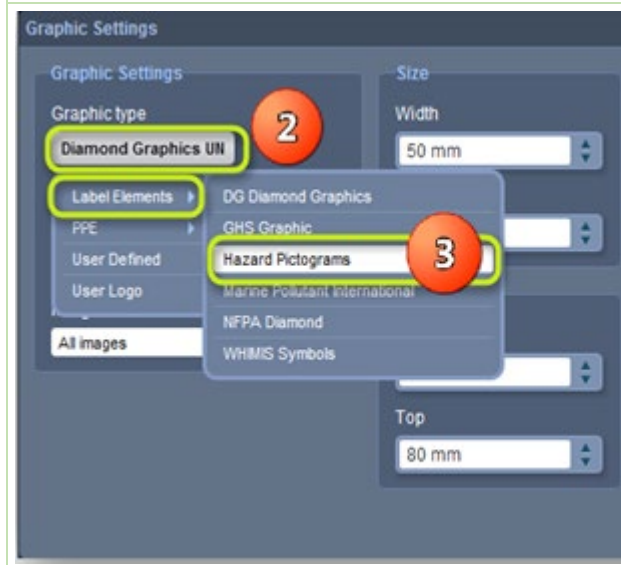 Graphic Settings
Graphic Settings
Graphic type
Diamond Graphics UN
2
Label Elements
PPE
User Defined
User Logo
All images
DG Diamond Graphics
GHS Graphic
Hazard Pictograms
3
Marine Pollutant International
NFPA Diamond
WHIMIS Symbols
Size
Width
50 mm
Top
80 mm